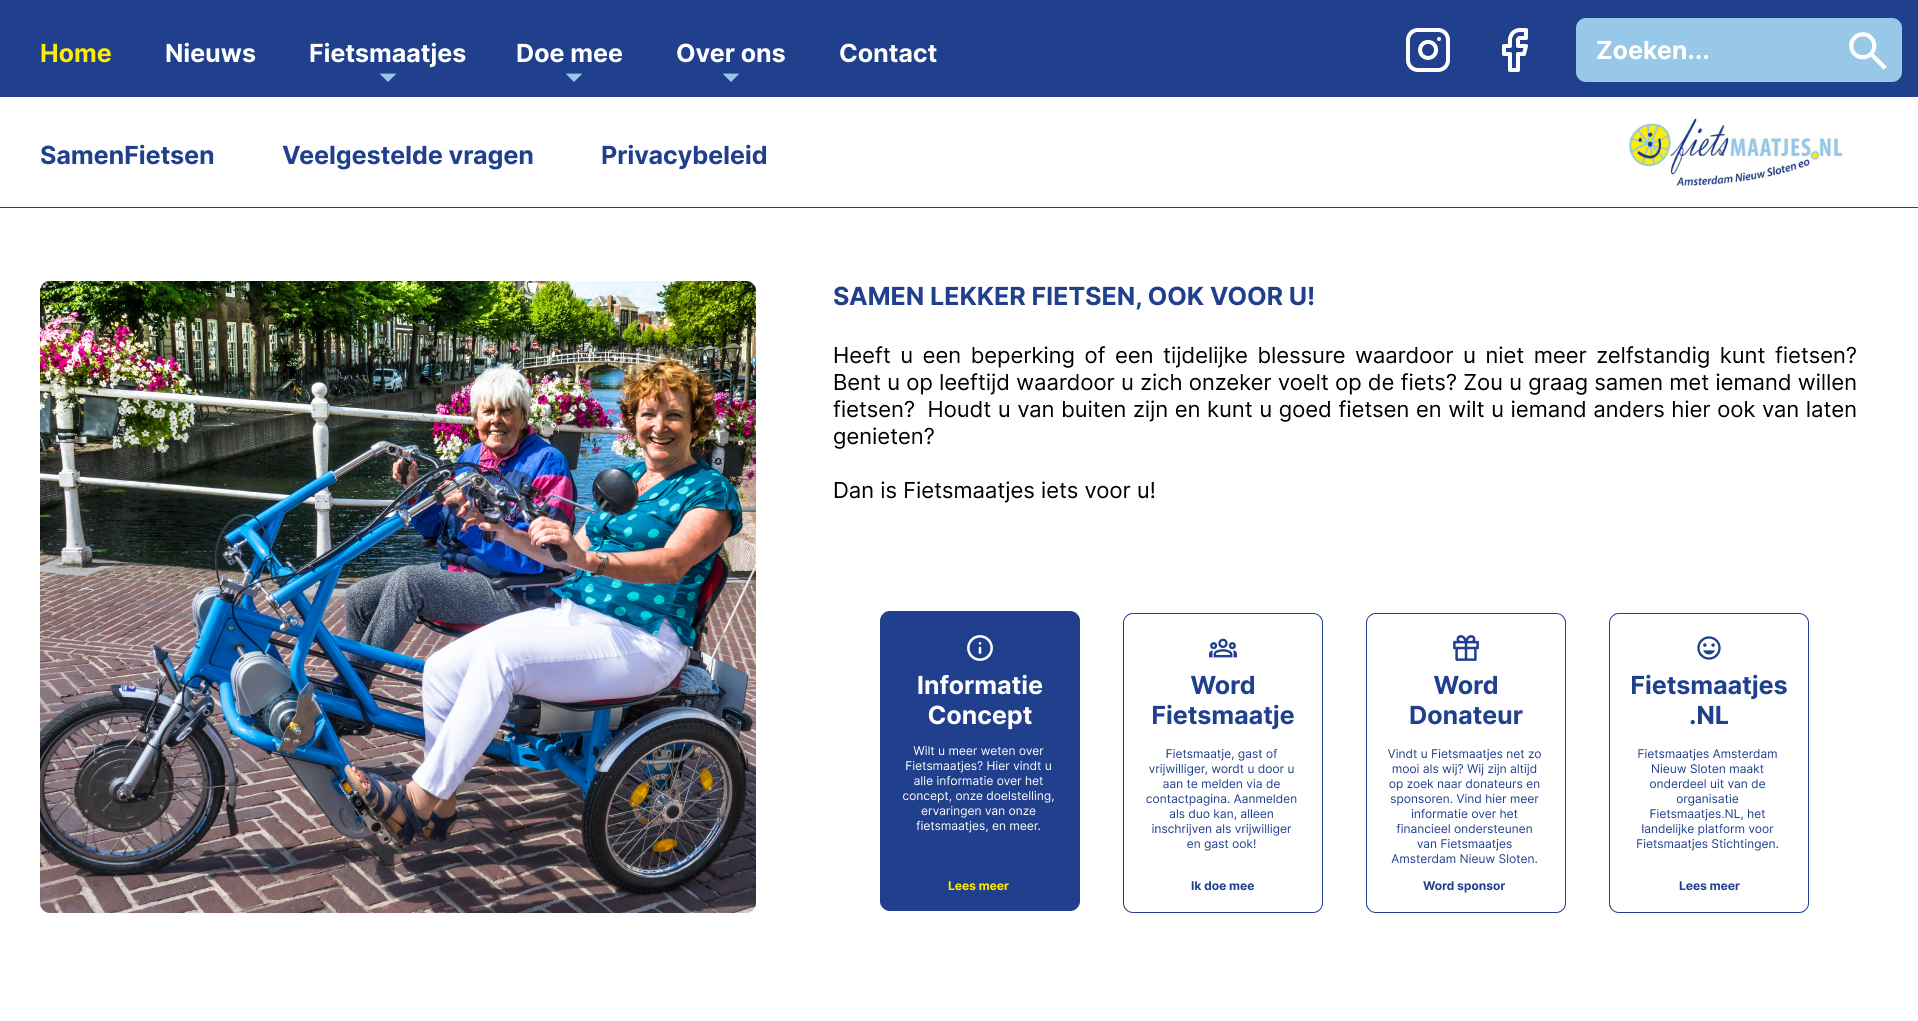 Home Nieuws Fietsmaatjes Doe mee Over ons Contact Zoeken...
SamenFietsen Veelgestelde vragen Privacybeleid
fietsMAATJES.NL
Amsterdam Nieuw Sloten eo
SAMEN LEKKER FIETSEN, OOK VOOR U!
Heeft u een beperking of een tijdelijke blessure waardoor u niet meer zelfstandig kunt fietsen?
Bent u op leeftijd waardoor u zich onzeker voelt op de fiets? Zou u graag samen met iemand willen
fietsen? Houdt u van buiten zijn en kunt u goed fietsen en wilt u iemand anders hier ook van laten
genieten?
Dan is Fietsmaatjes iets voor u!
Informatie
Concept
Wilt u meer weten over
Fietsmaatjes? Hier vindt u
alle informatie over het
concept, onze doelstelling,
ervaringen van onze
fietsmaatjes, en meer.
Lees meer
Word
Fietsmaatje
Fietsmaatje, gast of
vrijwilliger, wordt u door u
aan te melden via de
contactpagina. Aanmelden
als duo kan, alleen
inschrijven als vrijwilliger
en gast ook!
Ik doe mee
Word
Donateur
Vindt u Fietsmaatjes net zo
mooi als wij? Wij zijn altijd
op zoek naar donateurs en
sponsoren. Vind hier meer
informatie over het
financieel ondersteunen
van Fietsmaatjes
Amsterdam Nieuw Sloten.
Word sponsor
Fietsmaatjes
.NL
Fietsmaatjes Amsterdam
Nieuw Sloten maakt
onderdeel uit van de
organisatie
Fietsmaatjes.NL, het
landelijke platform voor
Fietsmaatjes Stichtingen.
Lees meer